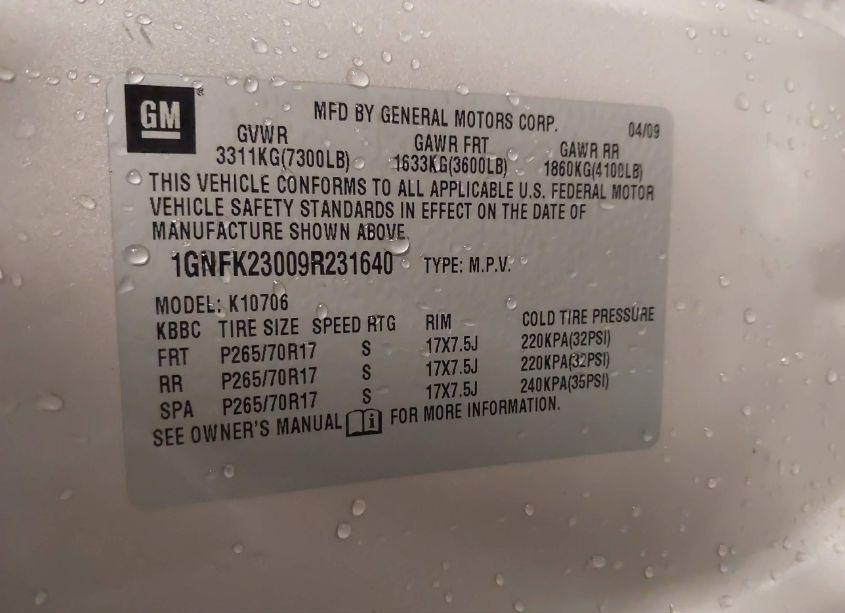 GM ®
MFD BY GENERAL MOTORS CORP. 04/09
GVWR GAWR FRT GAWR RR
3311KG(7300LB) 1633KG(3600LB) 1860KG(4100LB)
THIS VEHICLE CONFORMS TO ALL APPLICABLE U.S. FEDERAL MOTOR
VEHICLE SAFETY STANDARDS IN EFFECT ON THE DATE OF
MANUFACTURE SHOWN ABOVE.
1GNFK23009R231640 TYPE: M.P.V.
MODEL: K10706
KBBC TIRE SIZE SPEED RTG RIM COLD TIRE PRESSURE
FRT P265/70R17 S 17X7.5J 220KPA(32PSI)
RR P265/70R17 S 17X7.5J 220KPA(32PSI)
SPA P265/70R17 S 17X7.5J 240KPA(35PSI)
SEE OWNER'S MANUAL i FOR MORE INFORMATION.